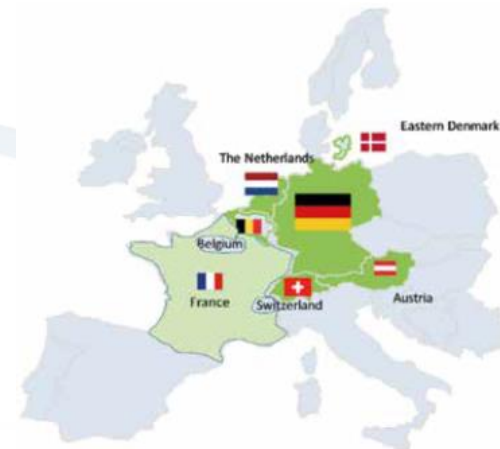 Eastern Denmark
The Netherlands
Belgium
France
Switzerland
Austria